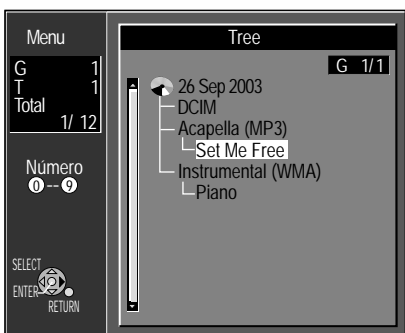 Menu
G 1
T 1
Total
1/ 12
Número
0 -- 9
SELECT
ENTER
RETURN
Tree
G 1/1
26 Sep 2003
DCIM
Acapella (MP3)
Set Me Free
Instrumental (WMA)
Piano